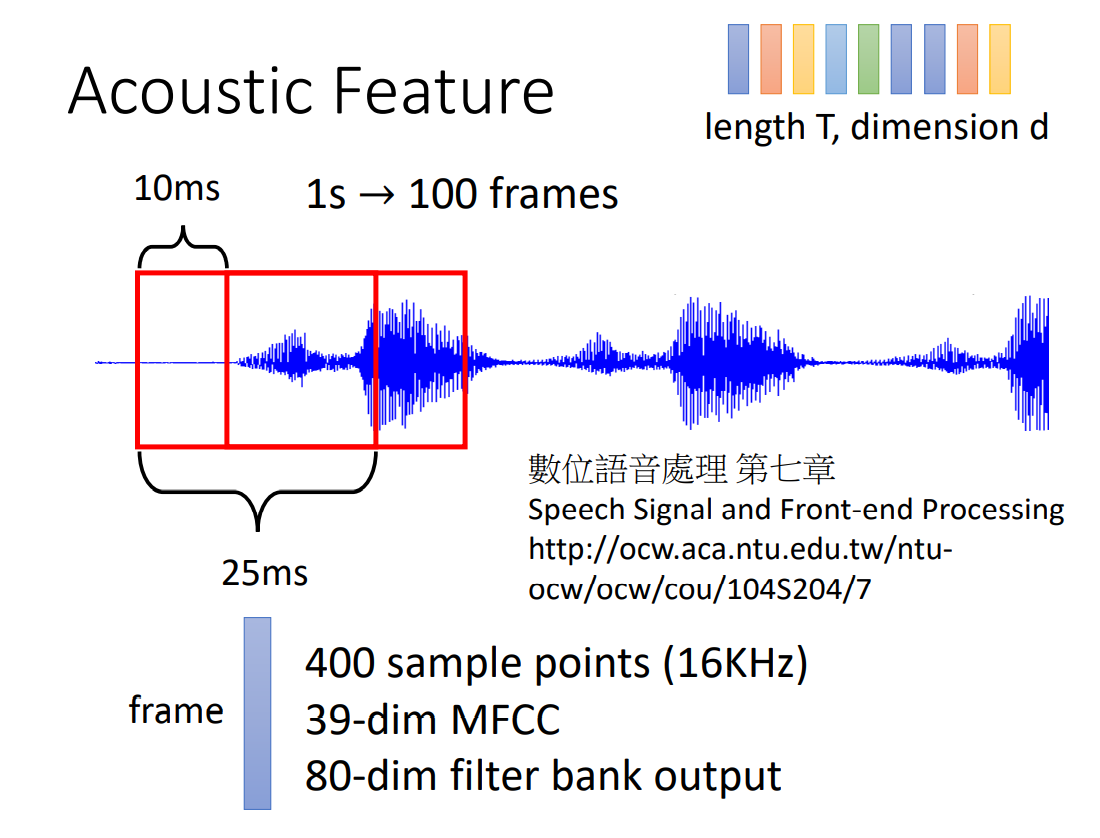 Acoustic Feature
length T, dimension d
10ms
1s → 100 frames
數位語音處理 第七章
Speech Signal and Front-end Processing
http://ocw.aca.ntu.edu.tw/ntu-
ocw/ocw/cou/104S204/7
25ms
frame
400 sample points (16KHz)
39-dim MFCC
80-dim filter bank output